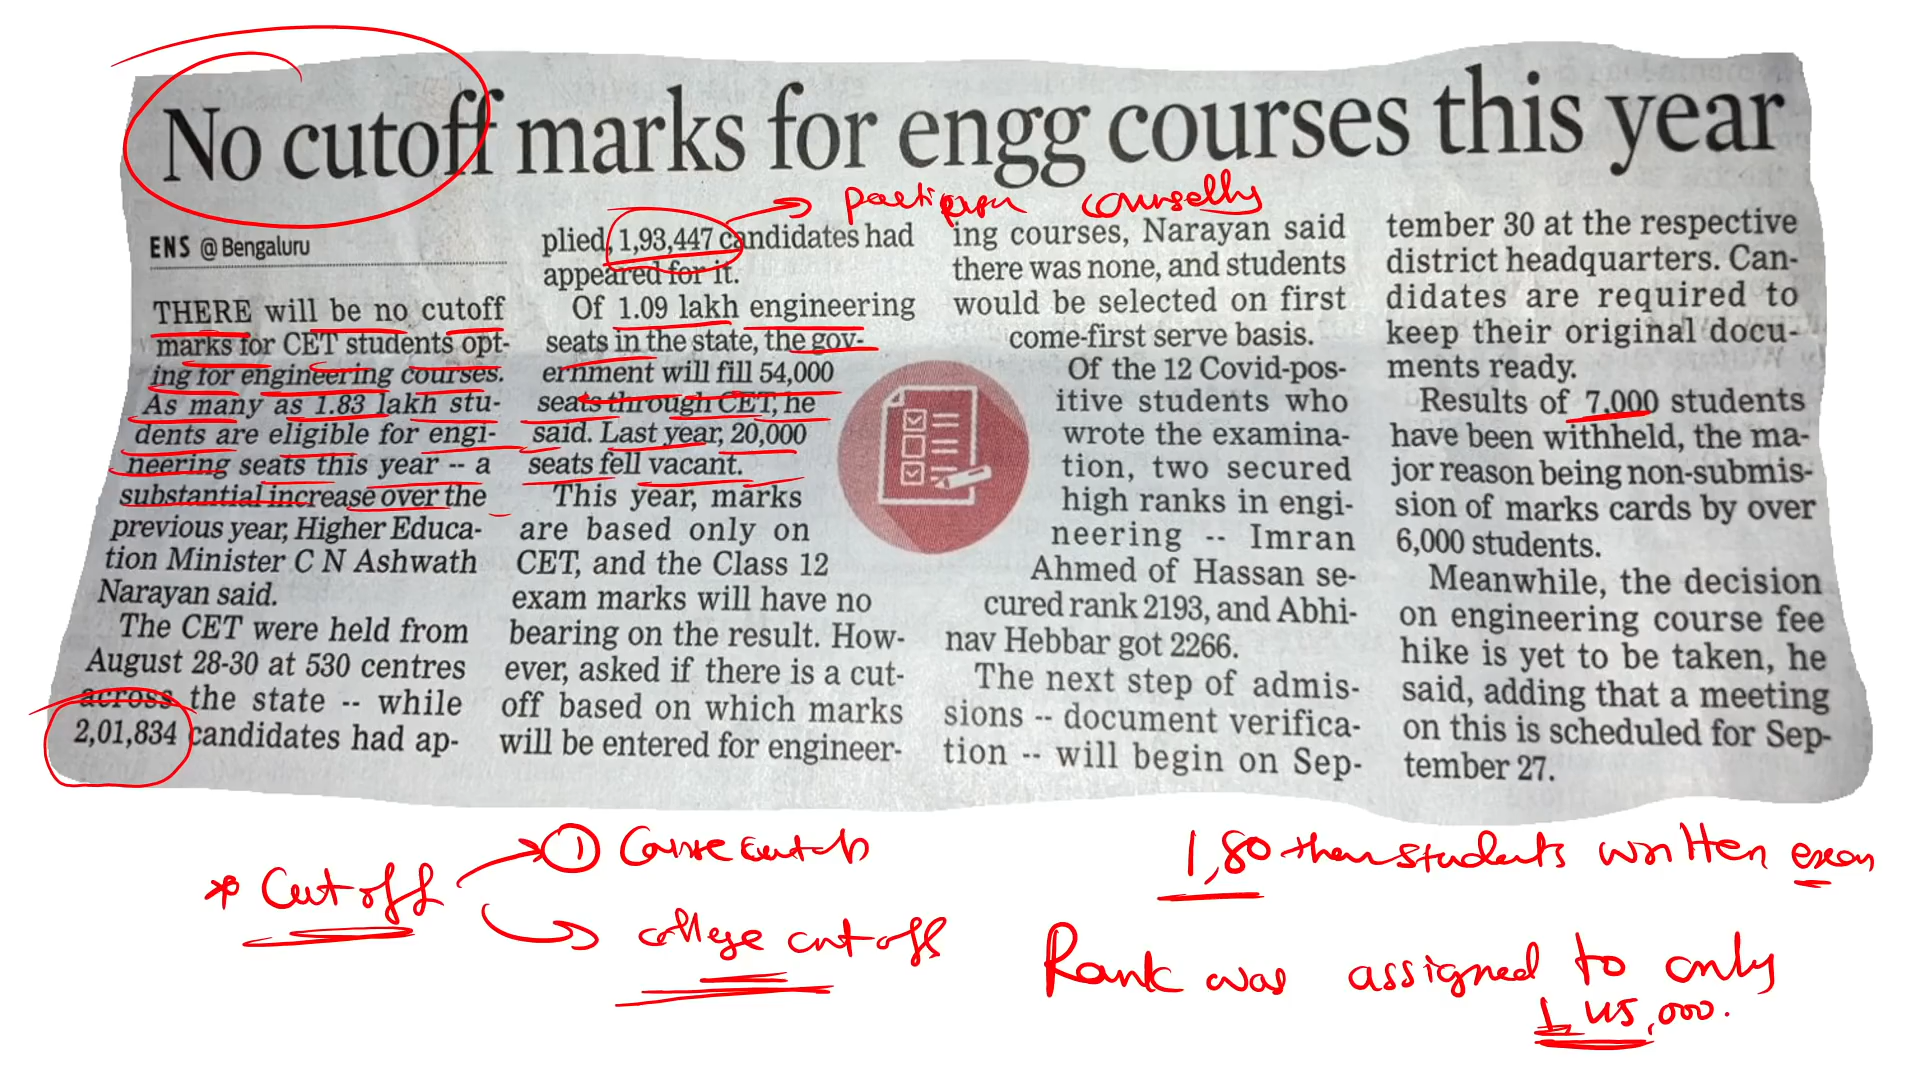 No cutoff marks for engg courses this year
ENS @ Bengaluru
THERE will be no cutoff
marks for CET students opt-
ing for engineering courses.
As many as 1.83 lakh stu-
dents are eligible for engi-
neering seats this year -- a
substantial increase over the
previous year, Higher Educa-
tion Minister C N Ashwath
Narayan said.
The CET were held from
August 28-30 at 530 centres
across the state -- while
2,01,834 candidates had ap-
plied, 1,93,447 candidates had
appeared for it.
Of 1.09 lakh engineering
seats in the state, the gov-
ernment will fill 54,000
seats through CET, he
said. Last year, 20,000
seats fell vacant.
This year, marks
are based only on
CET, and the Class 12
exam marks will have no
bearing on the result. How-
ever, asked if there is a cut-
off based on which marks
will be entered for engineer-
ing courses, Narayan said
there was none, and students
would be selected on first
come-first serve basis.
Of the 12 Covid-pos-
itive students who
wrote the examina-
tion, two secured
high ranks in engi-
neering -- Imran
Ahmed of Hassan se-
cured rank 2193, and Abhi-
nav Hebbar got 2266.
The next step of admis-
sions -- document verifica-
tion -- will begin on Sep-
tember 30 at the respective
district headquarters. Can-
didates are required to
keep their original docu-
ments ready.
Results of 7,000 students
have been withheld, the ma-
jor reason being non-submis-
sion of marks cards by over
6,000 students.
Meanwhile, the decision
on engineering course fee
hike is yet to be taken, he
said, adding that a meeting
on this is scheduled for Sep-
tember 27.
* Cut off
1
college cut off
1,80 students written exam
Rank was assigned to only
1,45,000.